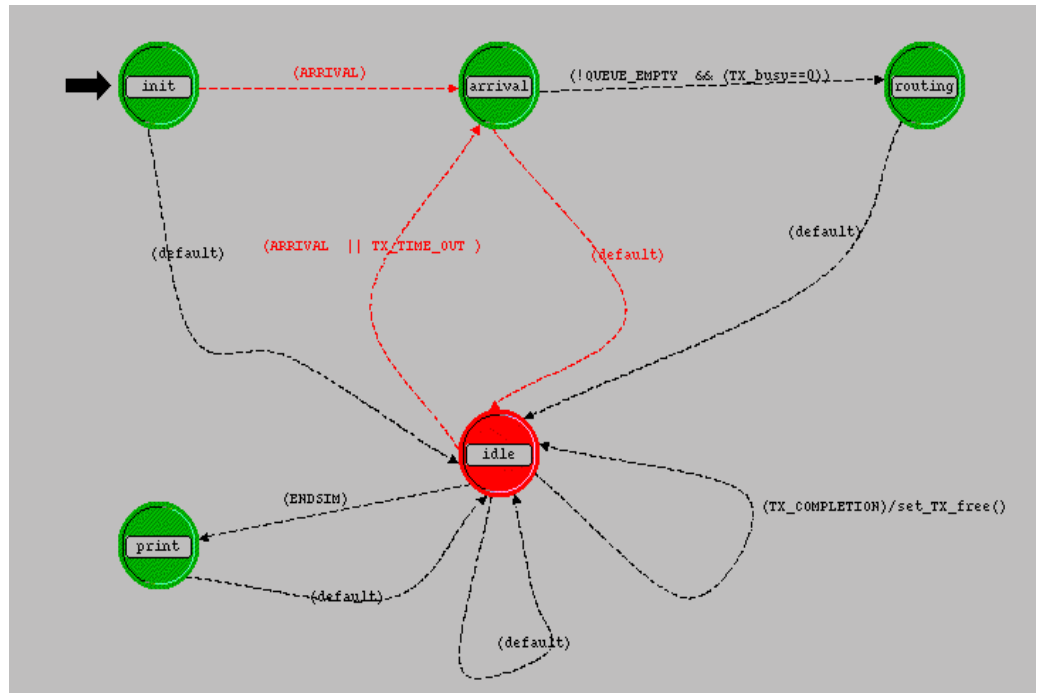 (ARRIVAL)
(!QUEUE_EMPTY && (TX_busy==0))
init
arrival
routing
(default)
(ARRIVAL || TX_TIME_OUT )
(default)
(default)
idle
(ENDSIM)
(TX_COMPLETION)/set_TX_free()
print
(default)
(default)